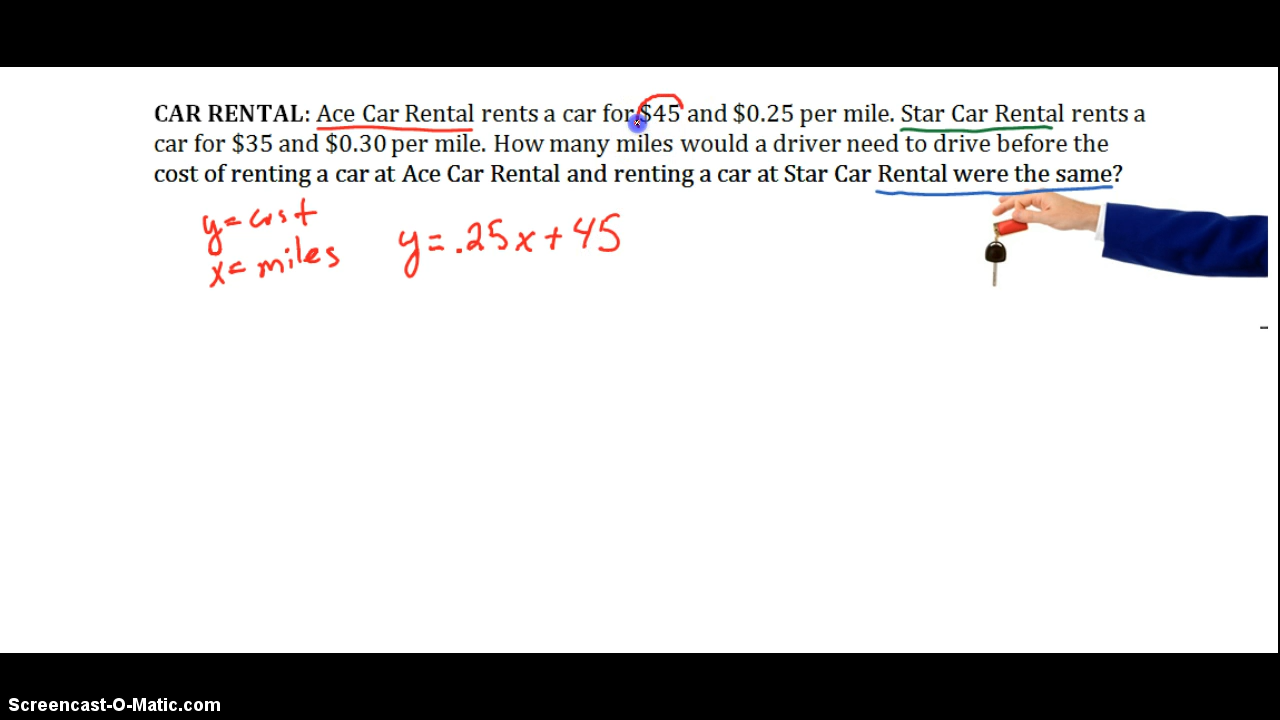 CAR RENTAL: Ace Car Rental rents a car for $45 and $0.25 per mile. Star Car Rental rents a
car for $35 and $0.30 per mile. How many miles would a driver need to drive before the
cost of renting a car at Ace Car Rental and renting a car at Star Car Rental were the same?
y = cost
x = miles
y = .25x + 45
Screencast-O-Matic.com